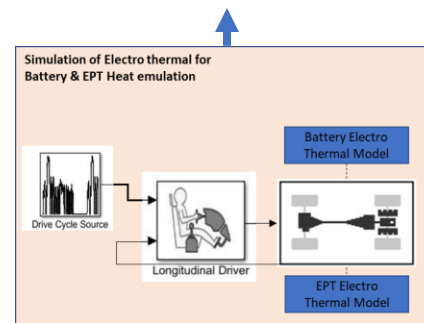 Simulation of Electro thermal for
Battery & EPT Heat emulation
Battery Electro
Thermal Model
Drive Cycle Source
Longitudinal Driver
EPT Electro
Thermal Model